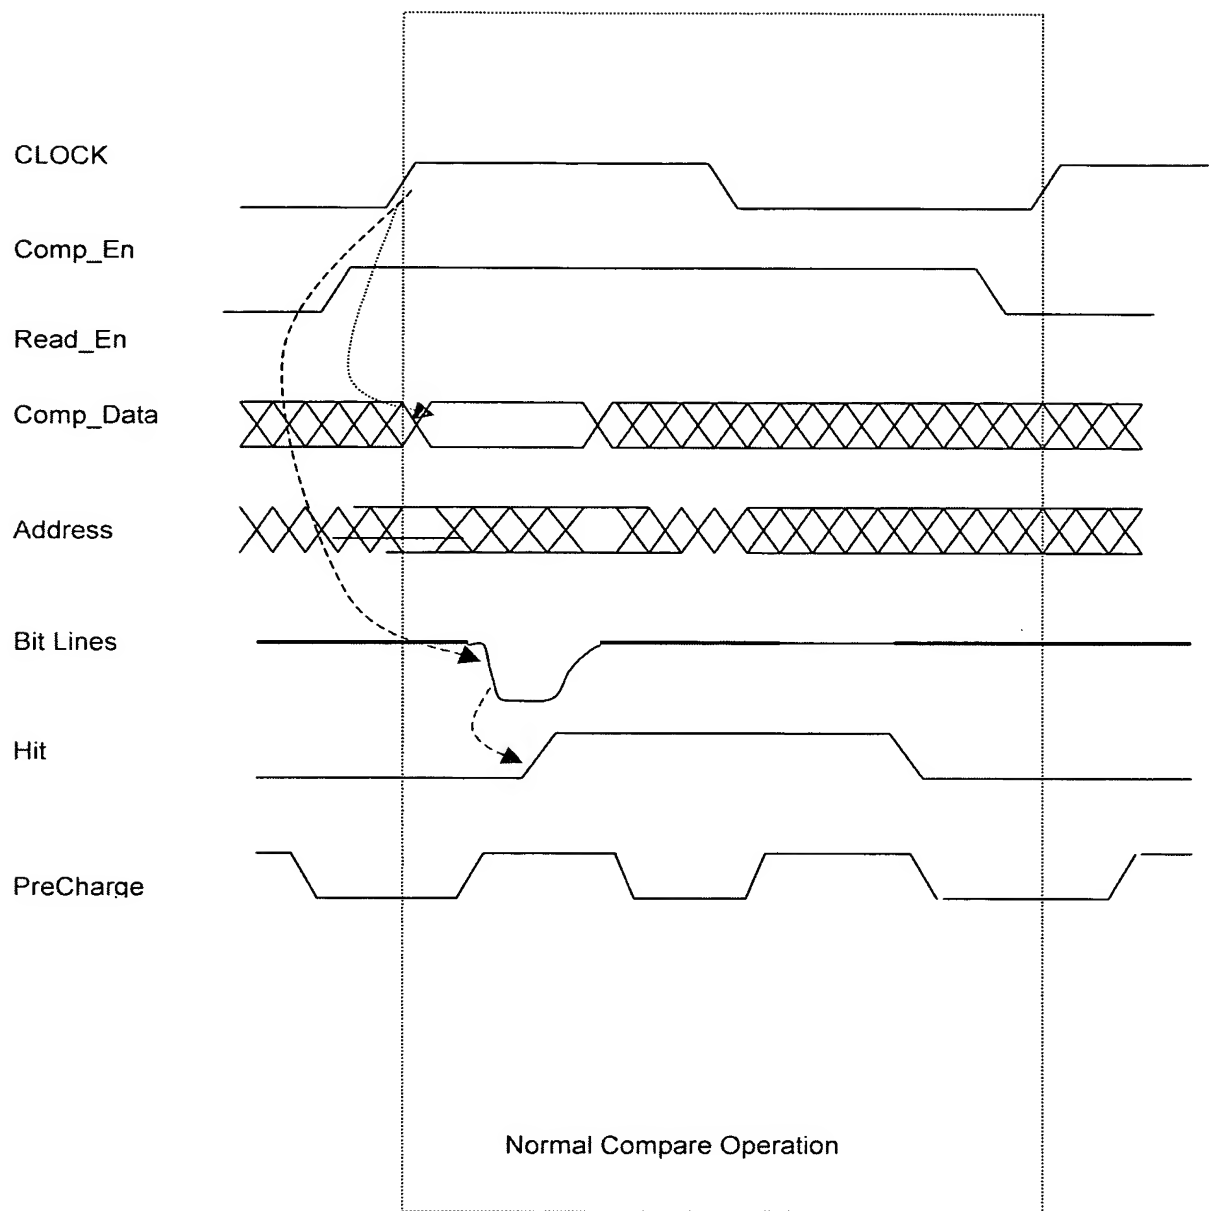 CLOCK
Comp_En
Read_En
Comp_Data
Address
Bit Lines
Hit
PreCharge
Normal Compare Operation